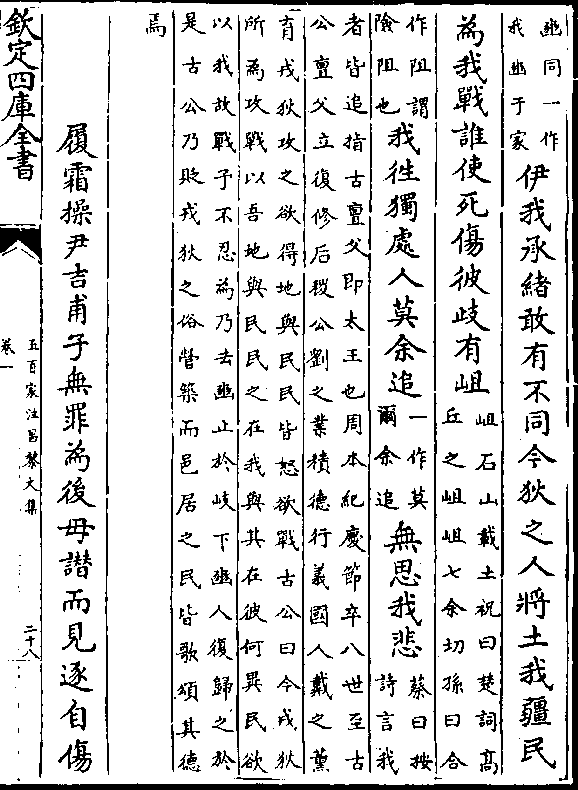 豳同一作
我豳于家
伊我承緒敢有不同今狄之人將土我疆民
為我戰誰使死傷彼歧有岨
岨石山載土祝曰楚詞高
丘之岨岨七余切孫曰合
作阻謂
險阻也
我徃獨處人莫余追
一作莫
爾余追
無思我悲
蔡曰按
詩言我
者皆追指古亶父即太王也周本紀慶節卒八世至古
公亶父立復修后稷公劉之業積德行義國人戴之薰
育戎狄攻之欲得地與民民皆怒欲戰古公曰今戎狄
所為攻戰以吾地與民民之在我與其在彼何異民欲
以我故戰予不忍為乃去豳止於岐下豳人復歸之於
是古公乃貶戎狄之俗營築而邑居之民皆歌頌其德
焉
履霜操尹吉甫子無罪為後母譖而見逐自傷
欽定四庫全書
五百家注昌黎文集
卷一
二十八